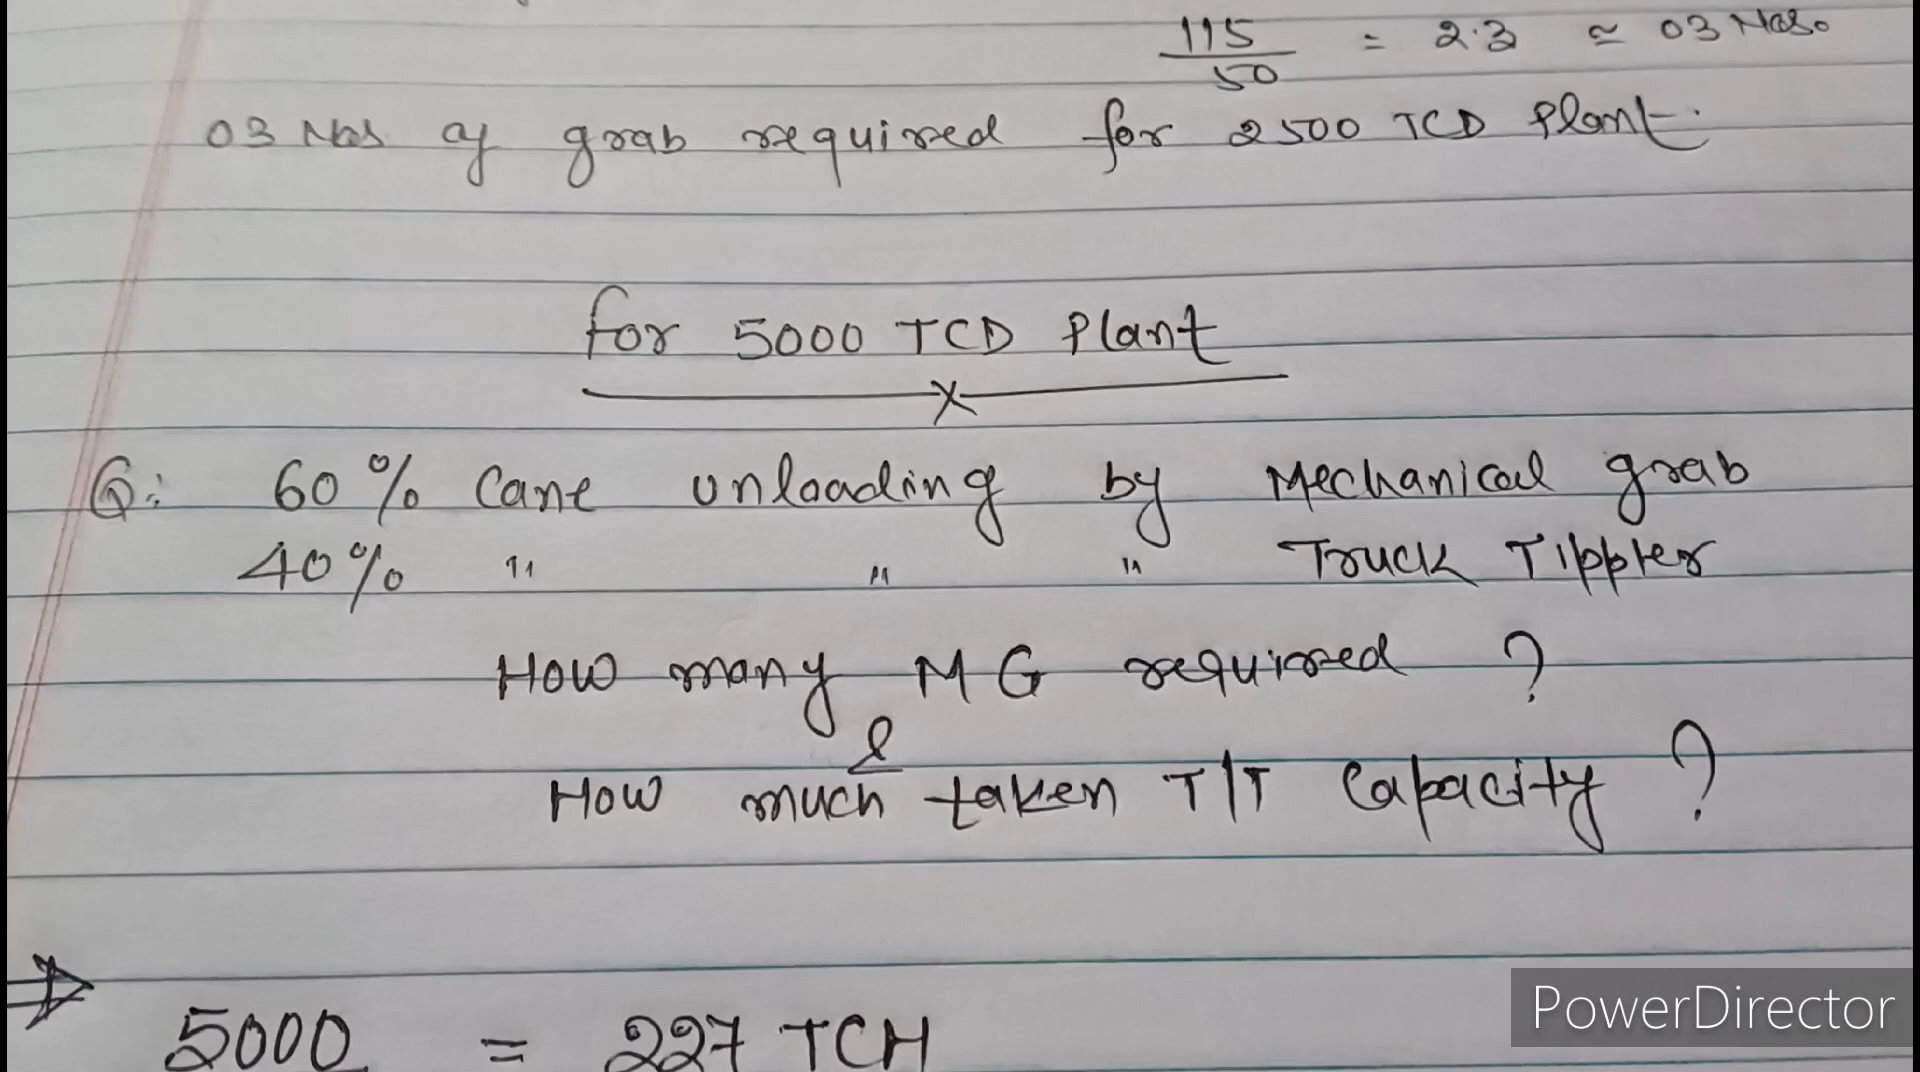 115
50
= 2.3 ≃ 03 Nos.
03 Nos of grab required for 2500 TCD Plant.
for 5000 TCD Plant
Q: 60% Cane unloading by Mechanical grab
40% " " " Truck Tippler
How many MG required ?
&
How much taken T/T Capacity ?
⇒
5000 = 227 TCH
PowerDirector